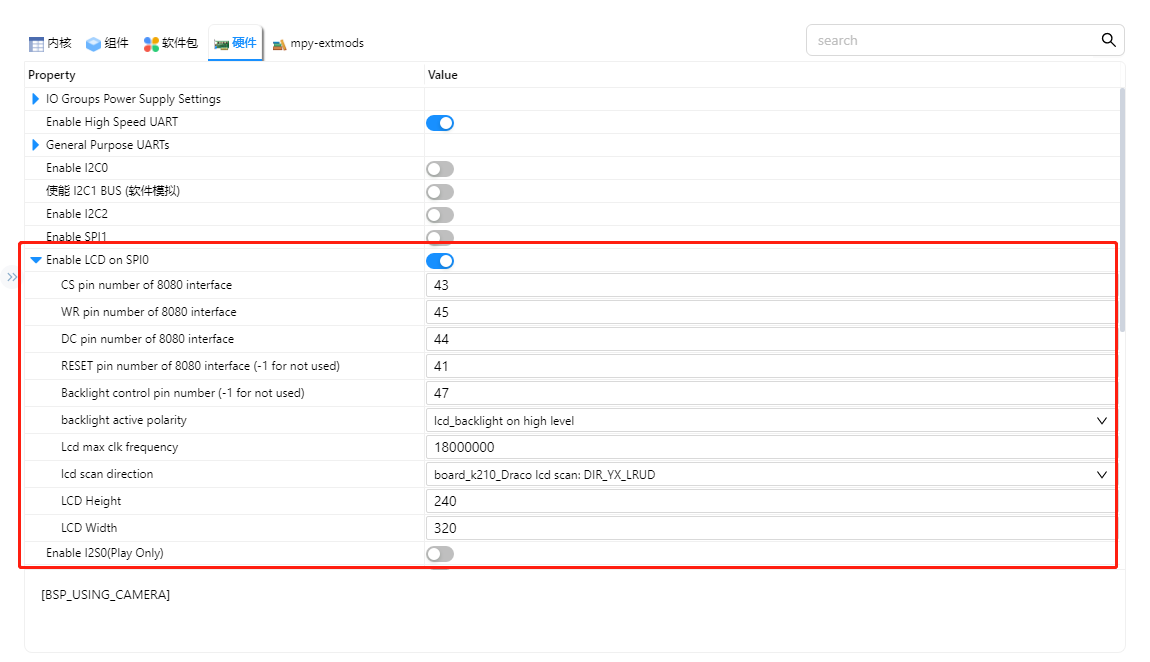 内核 组件 软件包 硬件 mpy-extmods search
Property Value
IO Groups Power Supply Settings
Enable High Speed UART
General Purpose UARTs
Enable I2C0
使能 I2C1 BUS (软件模拟)
Enable I2C2
Enable SPI1
Enable LCD on SPI0
CS pin number of 8080 interface 43
WR pin number of 8080 interface 45
DC pin number of 8080 interface 44
RESET pin number of 8080 interface (-1 for not used) 41
Backlight control pin number (-1 for not used) 47
backlight active polarity lcd_backlight on high level
Lcd max clk frequency 18000000
lcd scan direction board_k210_Draco lcd scan: DIR_YX_LRUD
LCD Height 240
LCD Width 320
Enable I2S0(Play Only)
[BSP_USING_CAMERA]